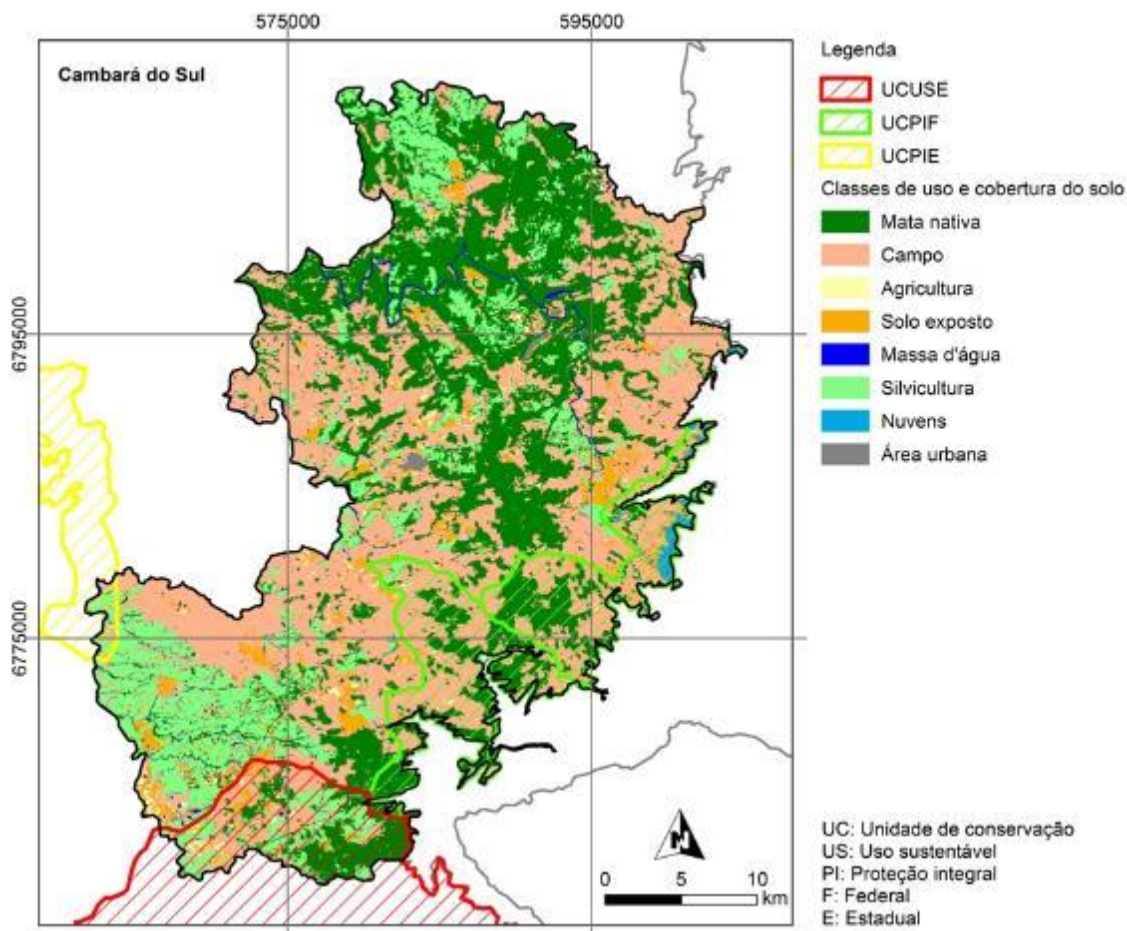 575000
595000
Cambará do Sul
6795000
6775000
Legenda
UCUSE
UCPIF
UCPIE
Classes de uso e cobertura do solo
Mata nativa
Campo
Agricultura
Solo exposto
Massa d'água
Silvicultura
Nuvens
Área urbana
N
0 5 10
km
UC: Unidade de conservação
US: Uso sustentável
PI: Proteção integral
F: Federal
E: Estadual